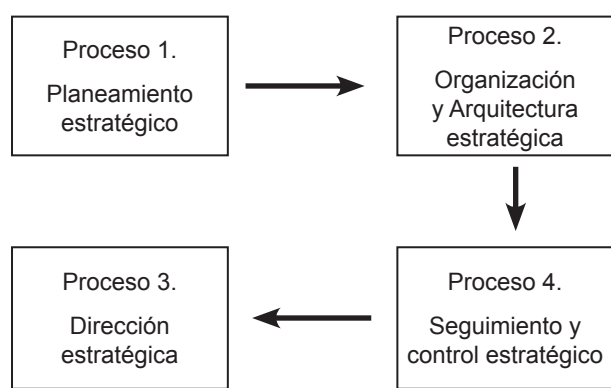 Proceso 1.
Planeamiento
estratégico
Proceso 2.
Organización
y Arquitectura
estratégica
Proceso 3.
Dirección
estratégica
Proceso 4.
Seguimiento y
control estratégico